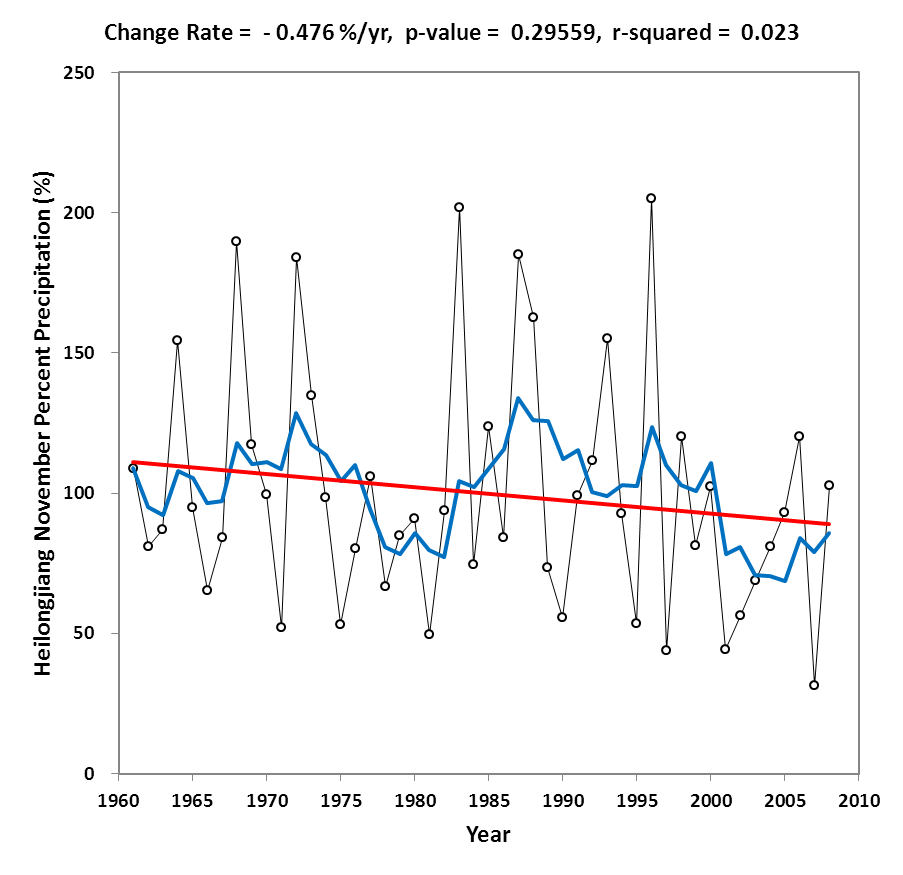 Change Rate = - 0.476 %/yr, p-value = 0.29559, r-squared = 0.023
Heilongjiang November Percent Precipitation (%)
250
200
150
100
50
0
1960 1965 1970 1975 1980 1985 1990 1995 2000 2005 2010
Year